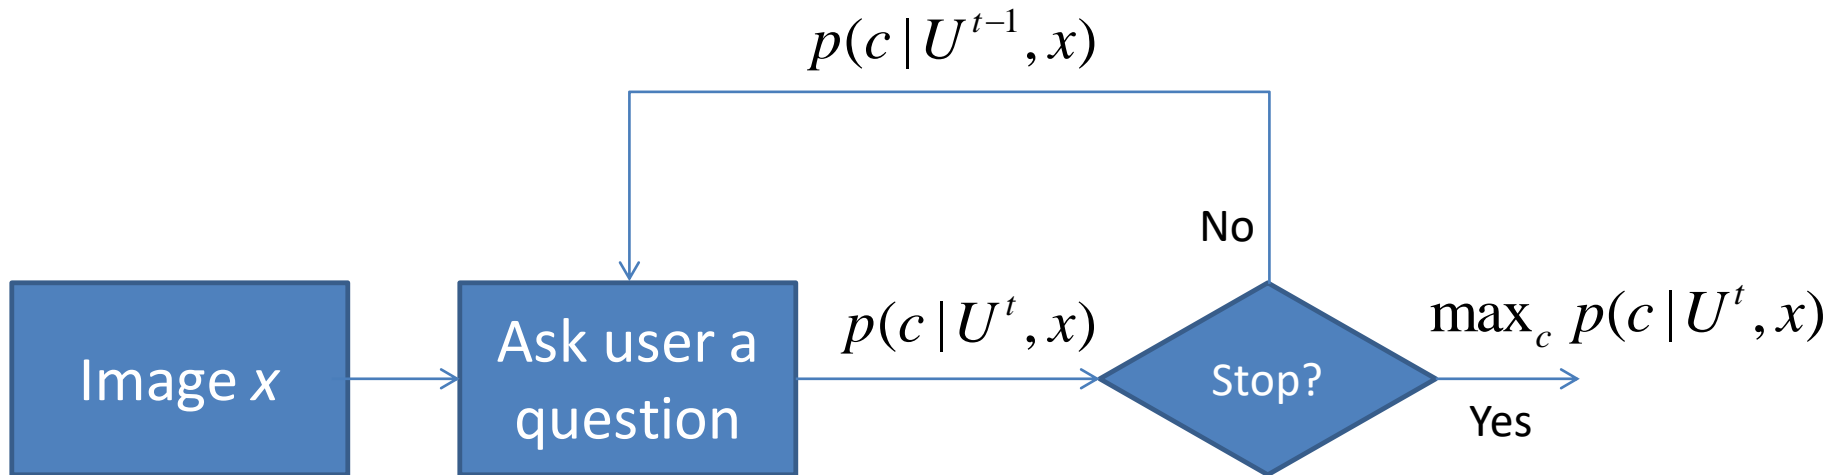 p(c | U^{t-1}, x)
No
Image x
Ask user a
question
p(c | U^t, x)
Stop?
max_c p(c | U^t, x)
Yes